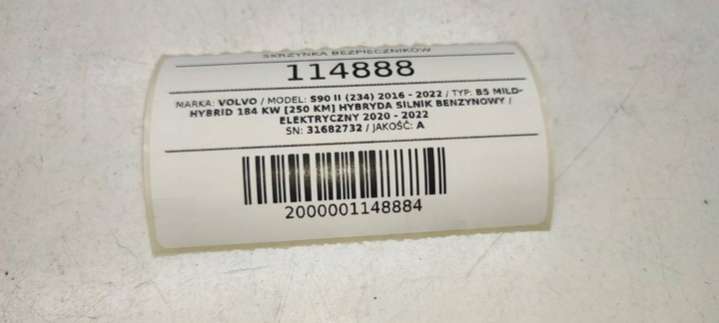 SKRZYNKA BEZPIECZNIKÓW
114888
MARKA: VOLVO / MODEL: S90 II (234) 2016 - 2022 / TYP: B5 MILD-
HYBRID 184 KW [250 KM] HYBRYDA SILNIK BENZYNOWY /
ELEKTRYCZNY 2020 - 2022
SN: 31682732 / JAKOŚĆ: A
2000001148884